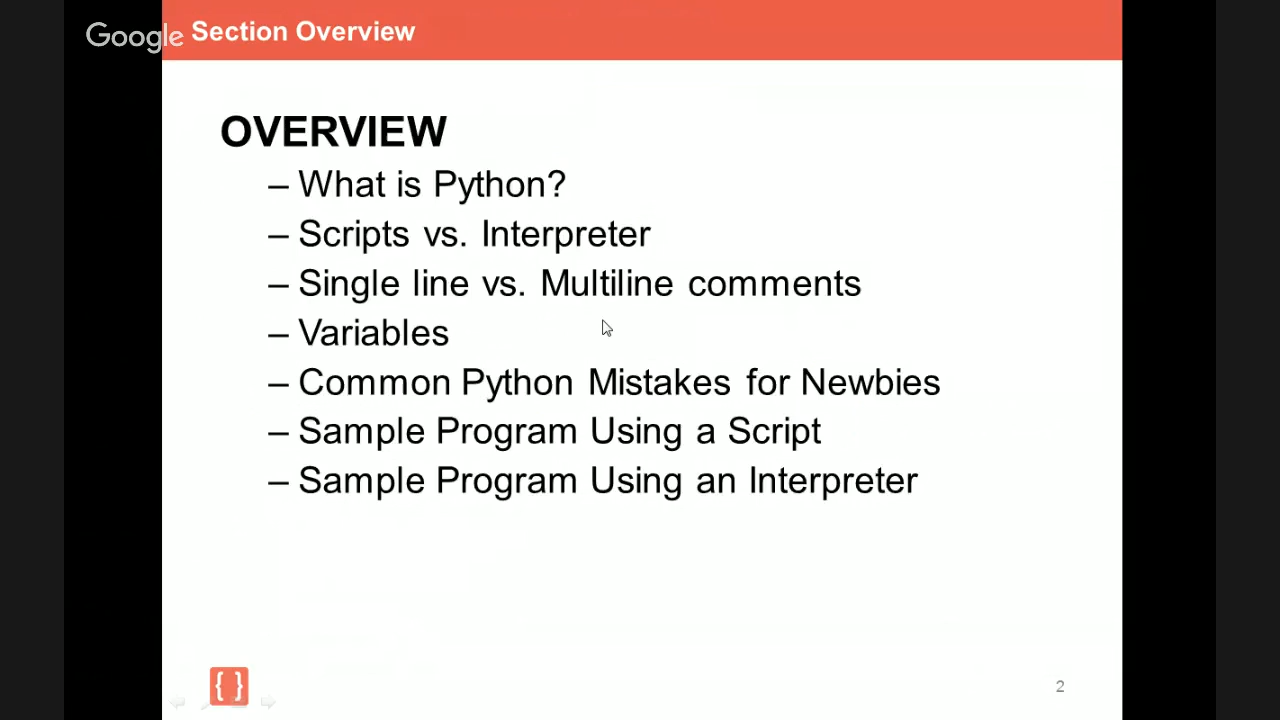 Google
Section Overview
OVERVIEW
– What is Python?
– Scripts vs. Interpreter
– Single line vs. Multiline comments
– Variables
– Common Python Mistakes for Newbies
– Sample Program Using a Script
– Sample Program Using an Interpreter
{ }
2